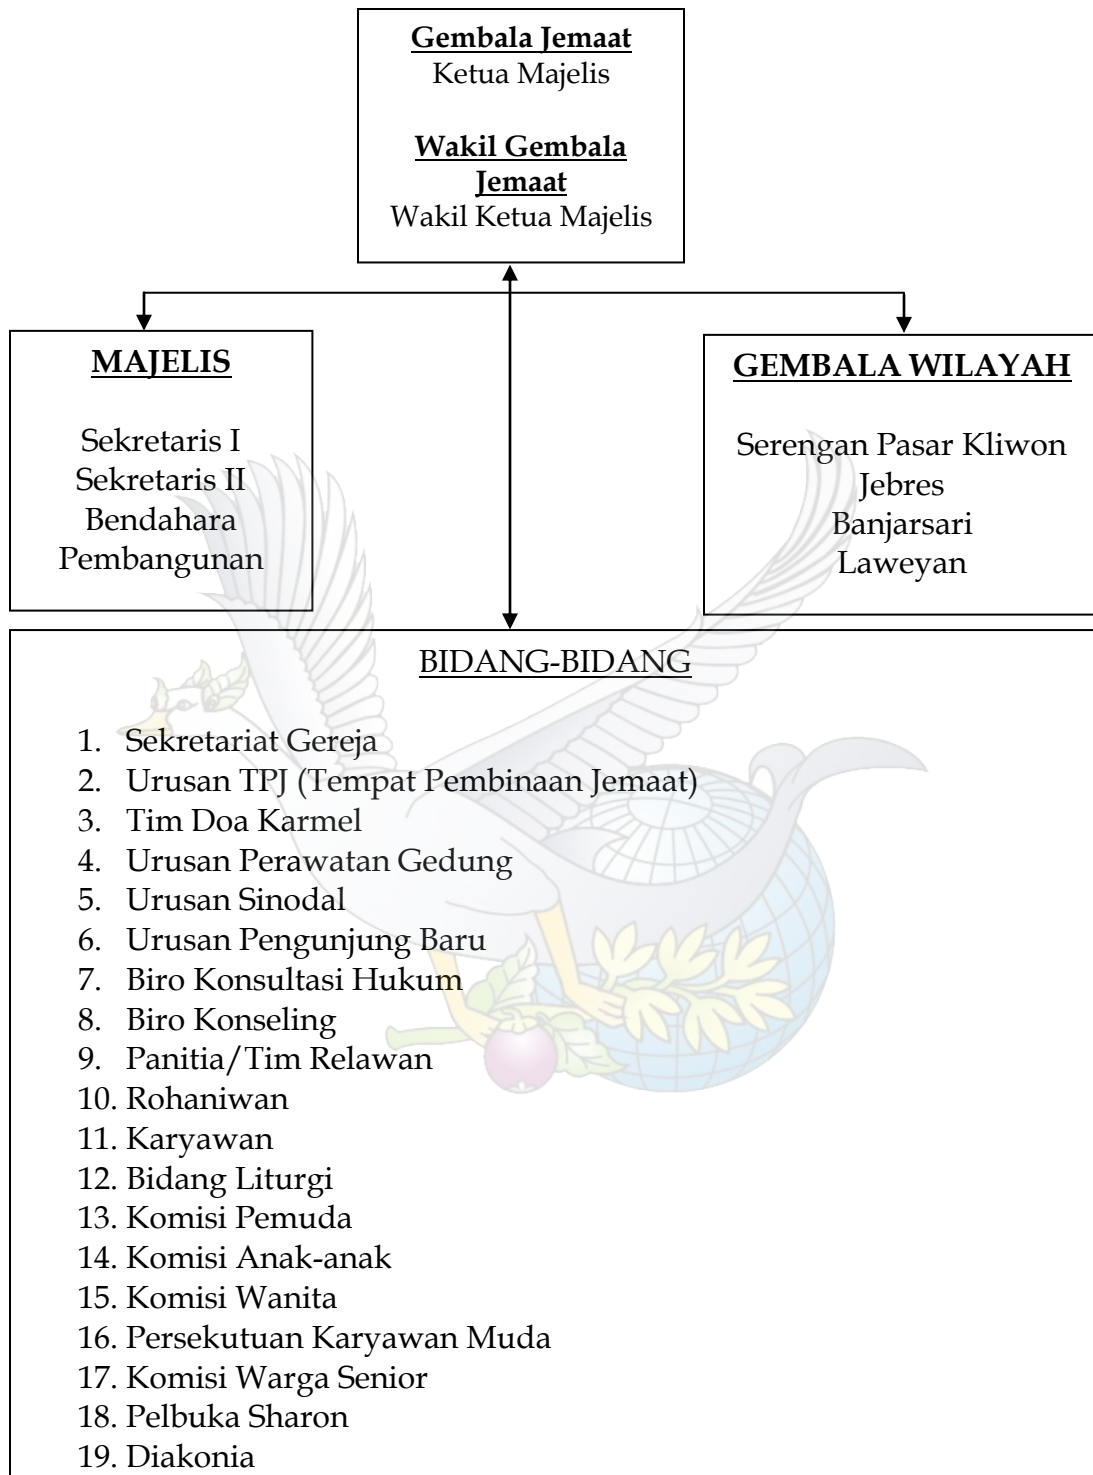 Gembala Jemaat
Ketua Majelis
Wakil Gembala
Jemaat
Wakil Ketua Majelis
MAJELIS
Sekretaris I
Sekretaris II
Bendahara
Pembangunan
GEMBALA WILAYAH
Serengan Pasar Kliwon
Jebres
Banjarsari
Laweyan
BIDANG-BIDANG
1. Sekretariat Gereja
2. Urusan TPJ (Tempat Pembinaan Jemaat)
3. Tim Doa Karmel
4. Urusan Perawatan Gedung
5. Urusan Sinodal
6. Urusan Pengunjung Baru
7. Biro Konsultasi Hukum
8. Biro Konseling
9. Panitia/Tim Relawan
10. Rohaniwan
11. Karyawan
12. Bidang Liturgi
13. Komisi Pemuda
14. Komisi Anak-anak
15. Komisi Wanita
16. Persekutuan Karyawan Muda
17. Komisi Warga Senior
18. Pelbuka Sharon
19. Diakonia